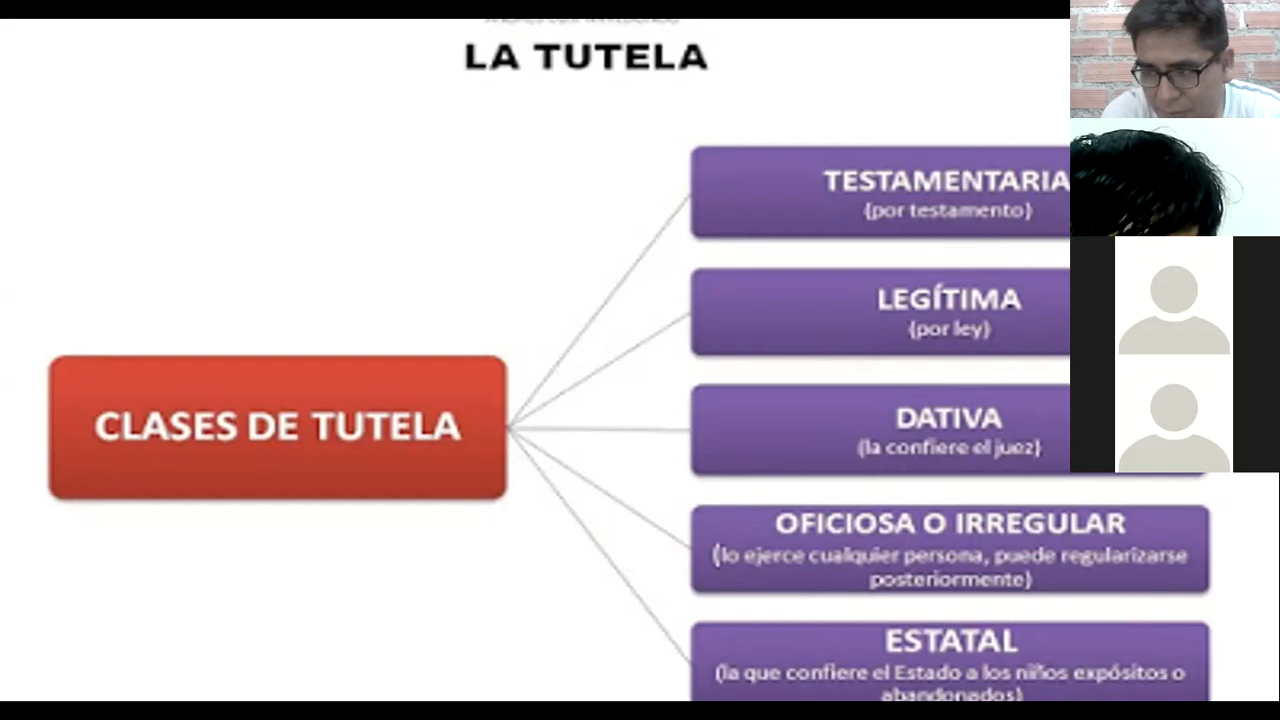 LA TUTELA
TESTAMENTARIA
(por testamento)
LEGÍTIMA
(por ley)
CLASES DE TUTELA
DATIVA
(la confiere el juez)
OFICIOSA O IRREGULAR
(lo ejerce cualquier persona, puede regularizarse
posteriormente)
ESTATAL
(la que confiere el Estado a los niños expósitos o
abandonados)